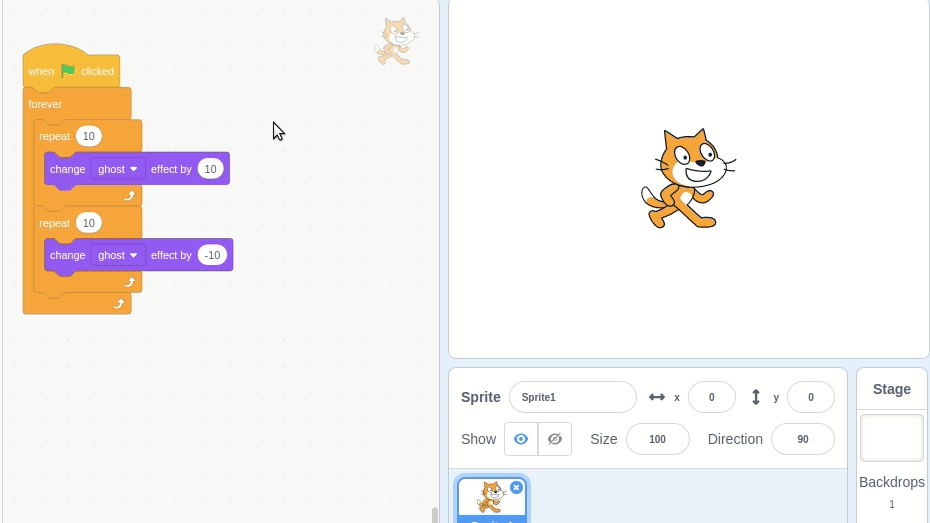 when clicked
forever
repeat 10
change ghost effect by 10
repeat 10
change ghost effect by -10
Sprite Sprite1 x 0 y 0
Show Size 100 Direction 90
Stage
Backdrops
1